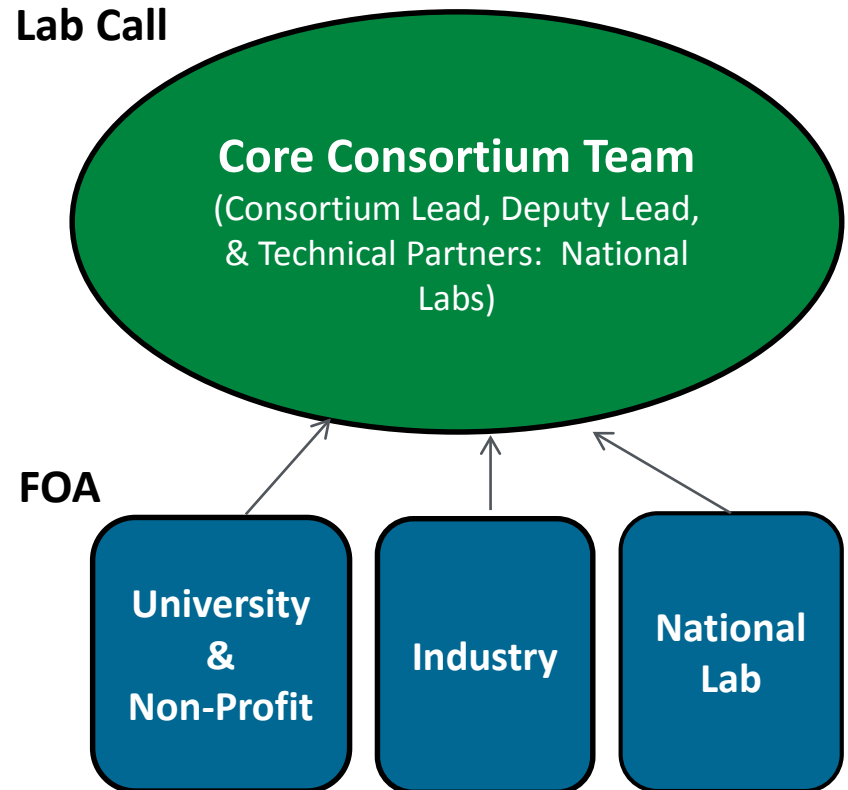 Lab Call
Core Consortium Team
(Consortium Lead, Deputy Lead,
& Technical Partners:  National
Labs)
FOA
University
&
Non-Profit
Industry
National
Lab